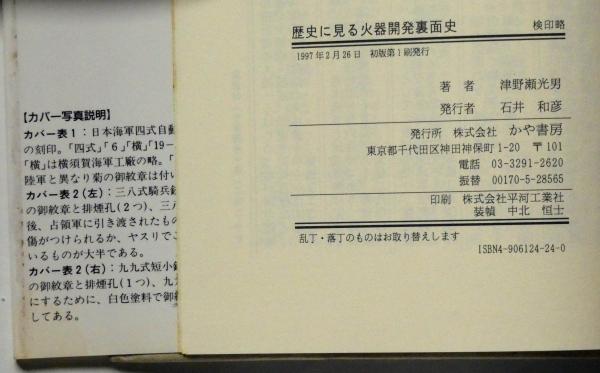 【カバー写真説明】
カバー表1：日本海軍四式自動
の刻印。「四式」「6」「横」「19−
「横」は横須賀海軍工廠の略。「
陸軍と異なり菊の御紋章は付い
カバー表2（左）：三八式騎兵銃
の御紋章と排煙孔（2つ）、三八
後、占領軍に引き渡されたもの
傷がつけられるか、ヤスリでこ
いるものが大半である。
カバー表2（右）：九九式短小銃
の御紋章と排煙孔（1つ）、九九
にするために、白色塗料で御紋
してある。
歴史に見る火器開発裏面史 検印略
1997年2月26日 初版第1刷発行
著者 津野瀬光男
発行者 石井 和彦
発行所 株式会社 かや書房
東京都千代田区神田神保町1-20 〒101
電話 03-3291-2620
振替 00170-5-28565
印刷 株式会社平河工業社
装幀 中北 恒士
乱丁・落丁のものはお取り替えします
ISBN4-906124-24-0